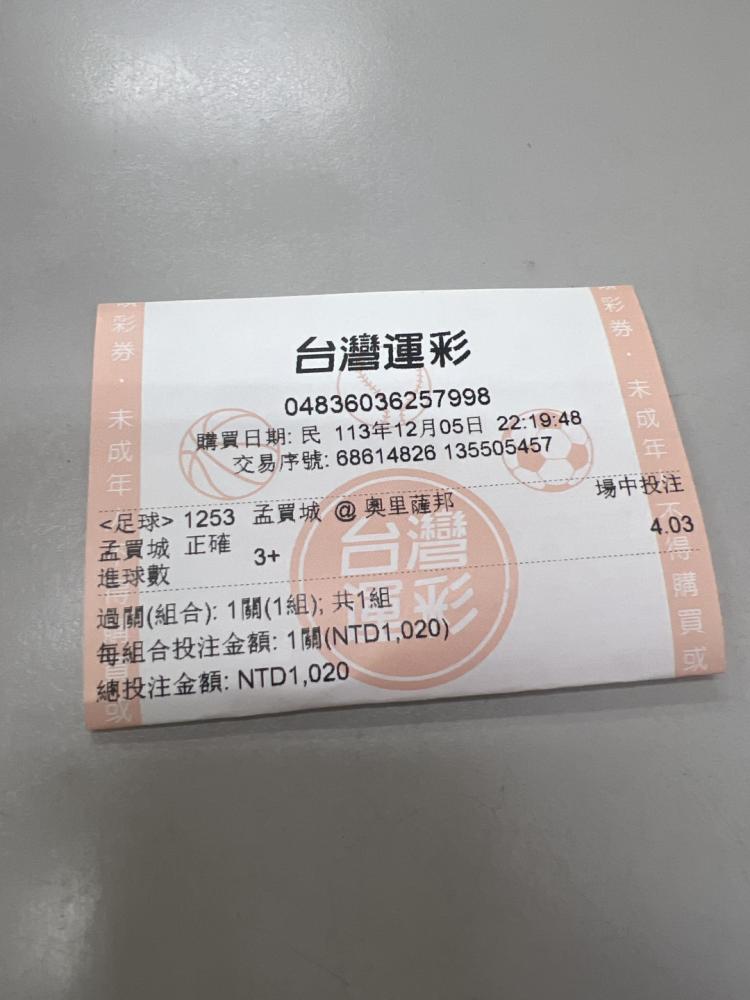 台灣運彩
04836036257998
購買日期: 民 113年12月05日 22:19:48
交易序號: 68614826 135505457
場中投注
<足球> 1253 孟買城 @ 奧里薩邦
孟買城 正確 3+ 4.03
進球數
過關(組合): 1關(1組); 共1組
每組合投注金額: 1關(NTD1,020)
總投注金額: NTD1,020
台灣
運彩
彩券．未成年
彩券．未成年 不得購買或